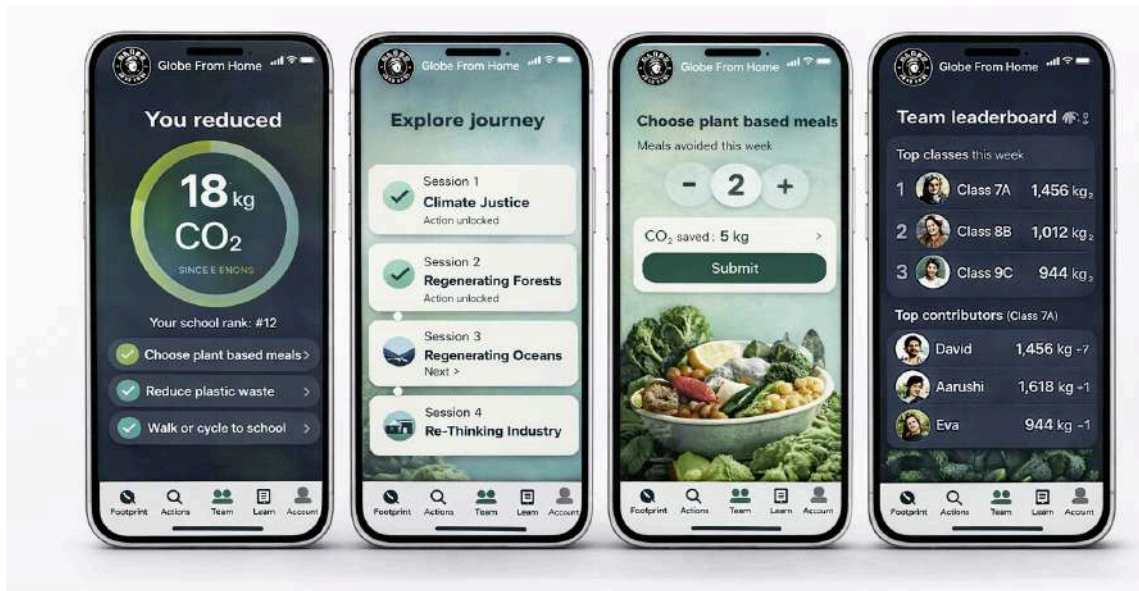 Globe From Home
You reduced
18 kg
CO₂
Your school rank: #12
Choose plant based meals >
Reduce plastic waste >
Walk or cycle to school >
Footprint Actions Team Learn Account
Globe From Home
Explore journey
Session 1
Climate Justice
Action unlocked
Session 2
Regenerating Forests
Action unlocked
Session 3
Regenerating Oceans
Next >
Session 4
Re-Thinking Industry
Footprint Actions Team Learn Account
Globe From Home
Choose plant based meals
Meals avoided this week
- 2 +
CO₂ saved: 5 kg >
Submit
Footprint Actions Team Learn Account
Globe From Home
Team leaderboard
Top classes this week
1 Class 7A 1,456 kg₂
2 Class 8B 1,012 kg₂
3 Class 9C 944 kg₂
Top contributors (Class 7A)
David 1,456 kg +7
Aarushi 1,618 kg +1
Eva 944 kg -1
Footprint Actions Team Learn Account